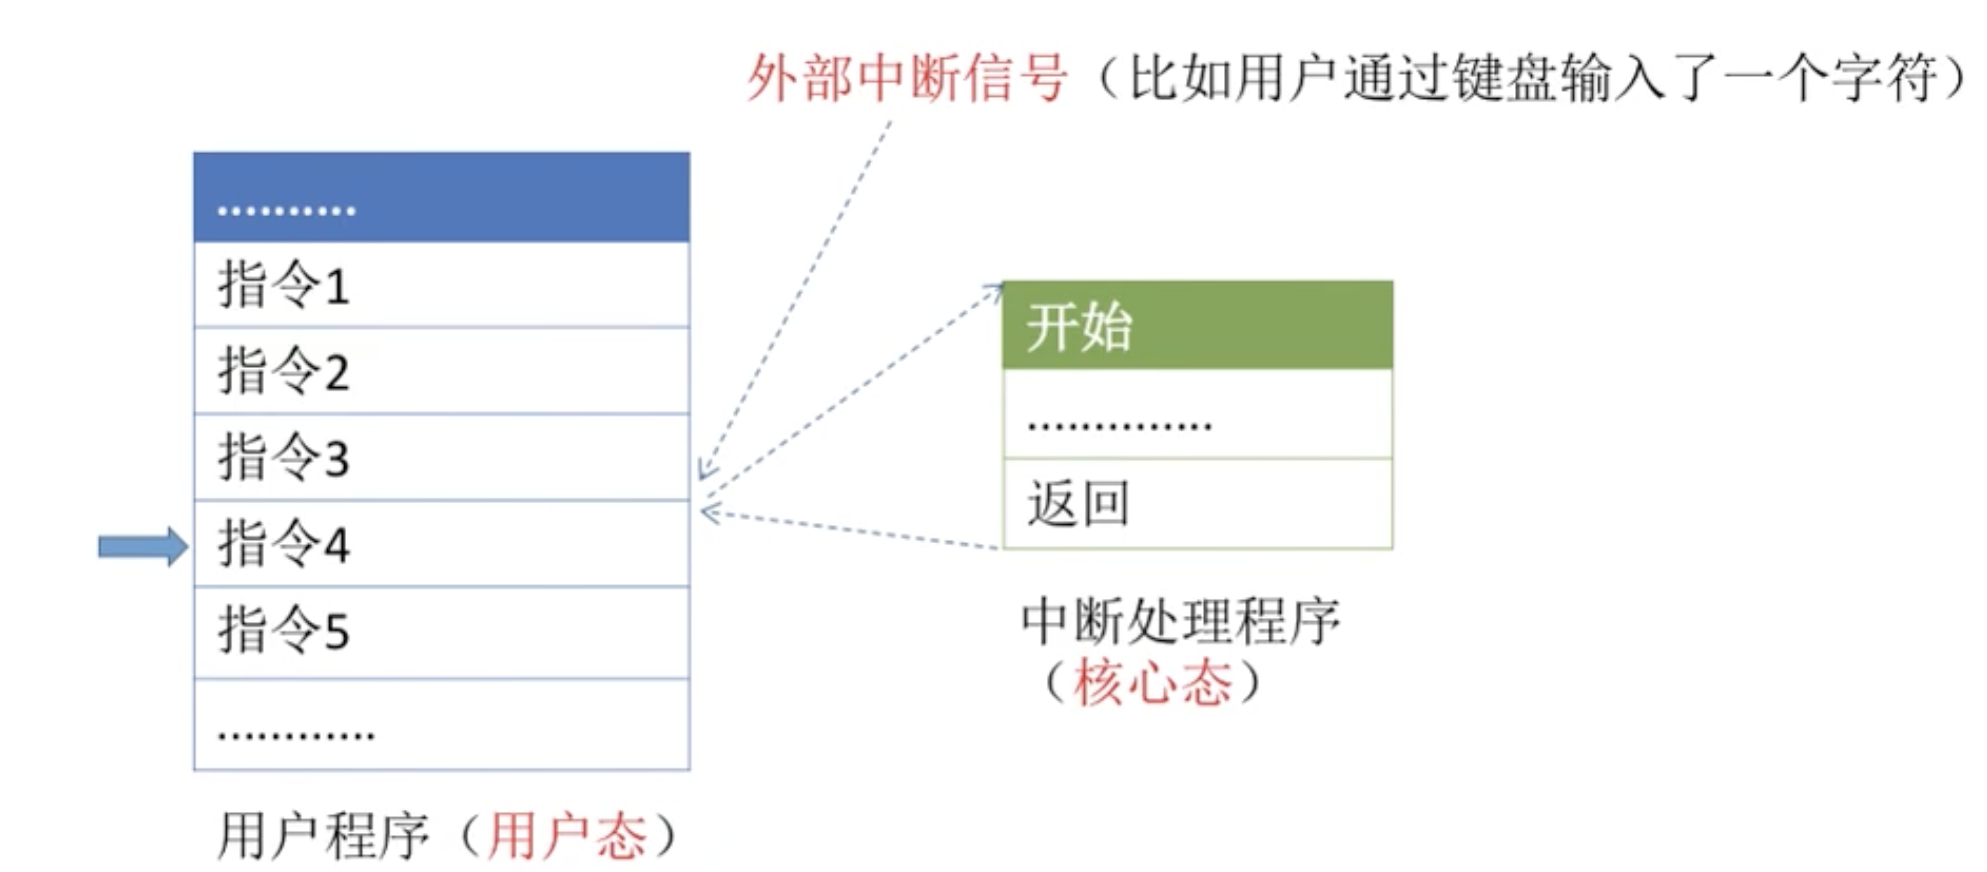 外部中断信号（比如用户通过键盘输入了一个字符）
..........
指令1
指令2
指令3
指令4
指令5
............
用户程序（用户态）
开始
..............
返回
中断处理程序
（核心态）